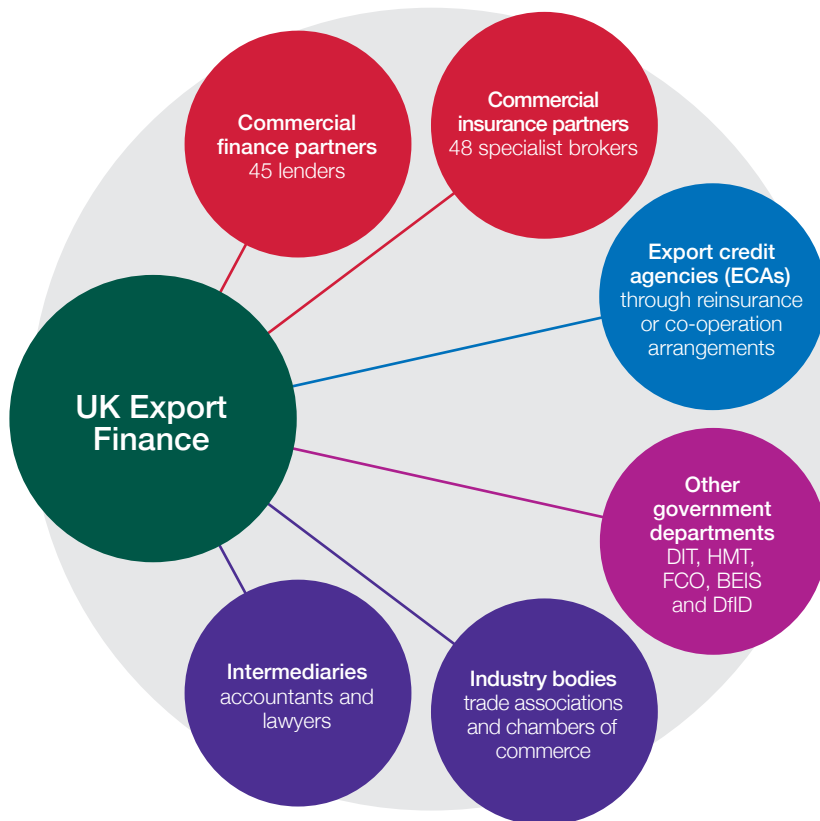 Commercial
finance partners
45 lenders
Commercial
insurance partners
48 specialist brokers
Export credit
agencies (ECAs)
through reinsurance
or co-operation
arrangements
UK Export
Finance
Other
government
departments
DIT, HMT,
FCO, BEIS
and DfID
Intermediaries
accountants and
lawyers
Industry bodies
trade associations
and chambers of
commerce